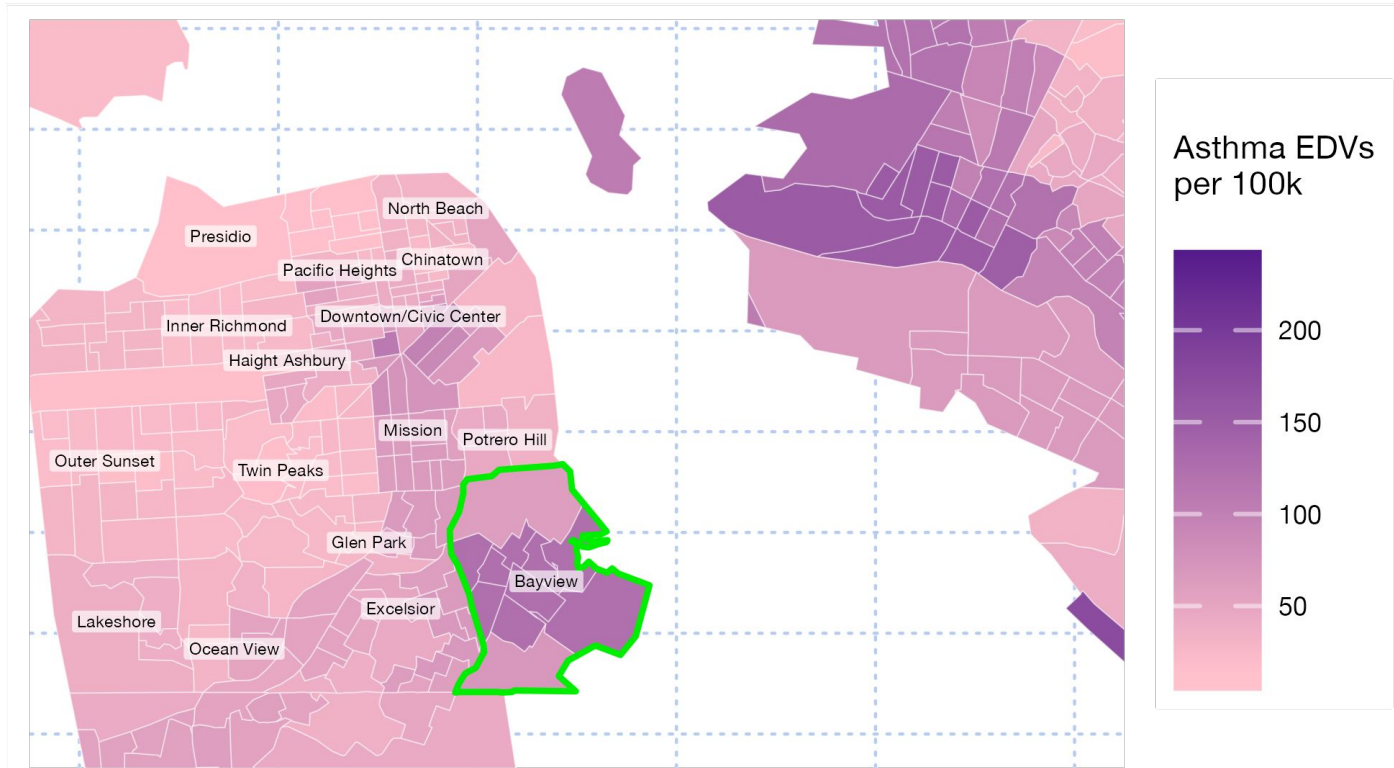 North Beach
Presidio
Chinatown
Pacific Heights
Downtown/Civic Center
Inner Richmond
Haight Ashbury
Mission
Potrero Hill
Outer Sunset
Twin Peaks
Glen Park
Bayview
Excelsior
Lakeshore
Ocean View
Asthma EDVs
per 100k
200
150
100
50